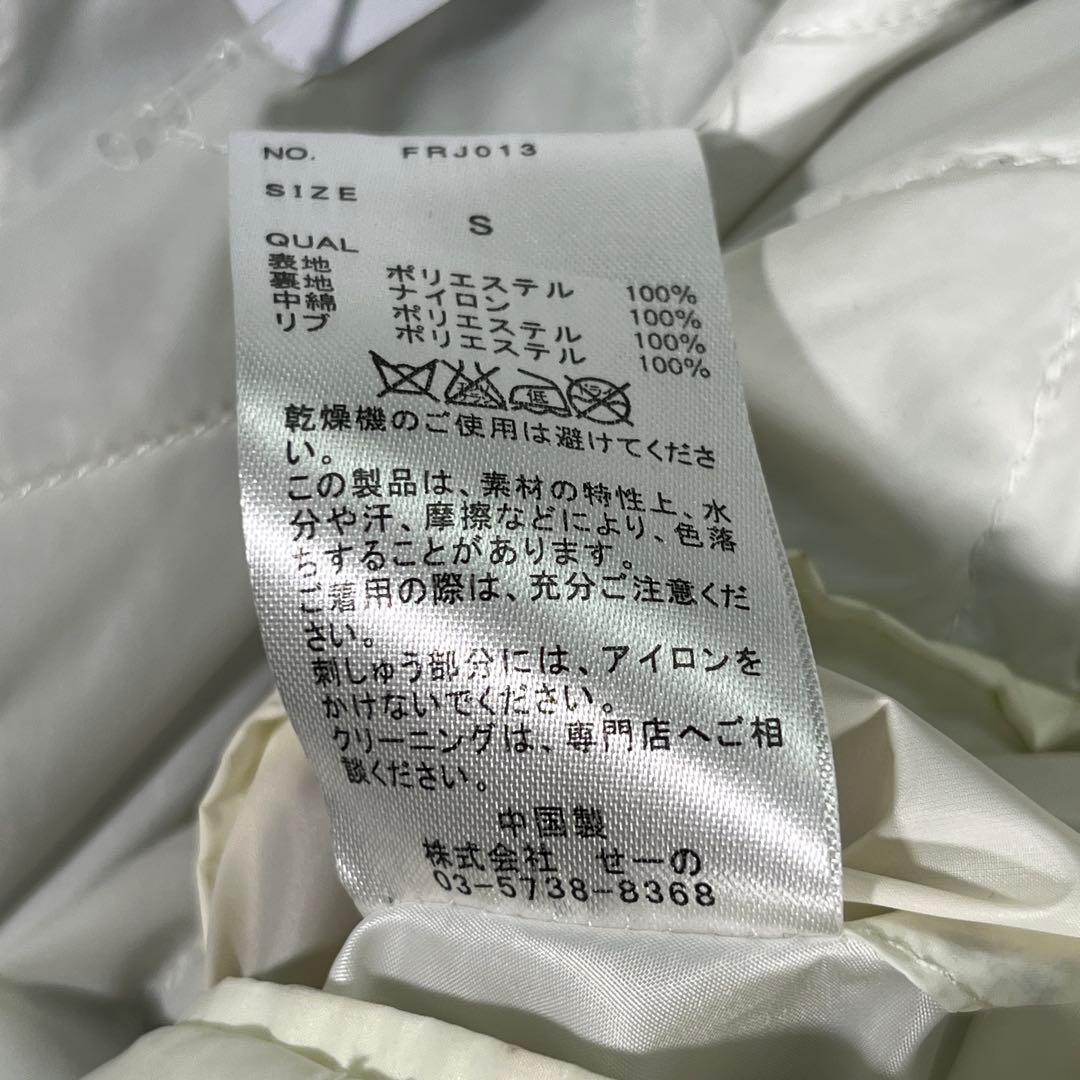 NO. FRJ013
SIZE
S
QUAL
表地 ポリエステル 100%
裏地 ナイロン 100%
中綿 ポリエステル 100%
リブ ポリエステル 100%
低
乾燥機のご使用は避けてくださ
い。
この製品は、素材の特性上、水
分や汗、摩擦などにより、色落
ちすることがあります。
ご着用の際は、充分ご注意くだ
さい。
刺しゅう部分には、アイロンを
かけないでください。
クリーニングは、専門店へご相
談ください。
中国製
株式会社 せーの
03-5738-8368